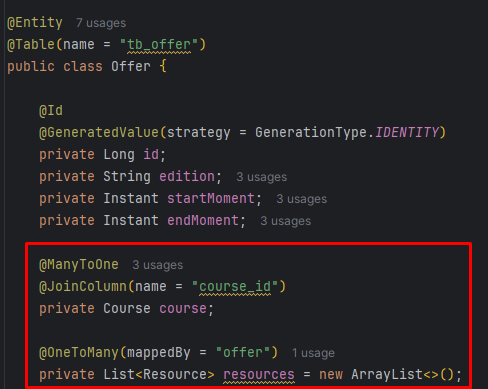 @Entity 7 usages
@Table(name = "tb_offer")
public class Offer {
@Id
@GeneratedValue(strategy = GenerationType.IDENTITY)
private Long id;
private String edition; 3 usages
private Instant startMoment; 3 usages
private Instant endMoment; 3 usages
@ManyToOne 3 usages
@JoinColumn(name = "course_id")
private Course course;
@OneToMany(mappedBy = "offer") 1 usage
private List<Resource> resources = new ArrayList<>();